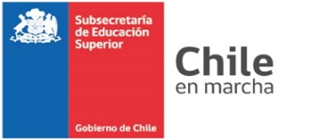 Subsecretaría
de Educación
Superior
Gobierno de Chile
Chile
en marcha